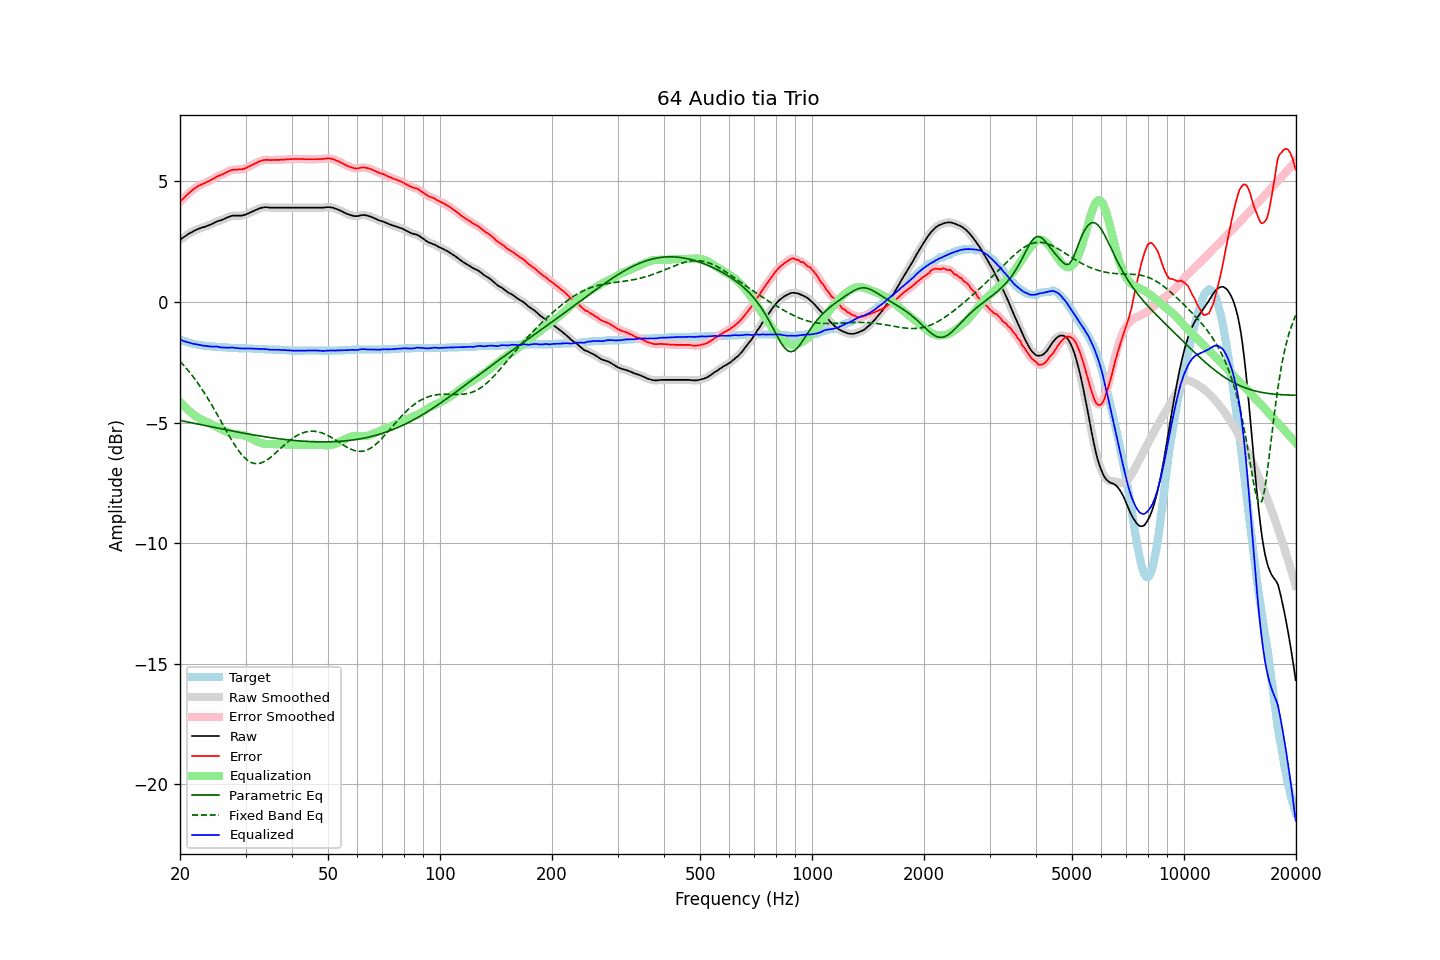 64 Audio tia Trio
Amplitude (dBr)
5
0
−5
−10
−15
−20
Target
Raw Smoothed
Error Smoothed
Raw
Error
Equalization
Parametric Eq
Fixed Band Eq
Equalized
20 50 100 200 500 1000 2000 5000 10000 20000
Frequency (Hz)